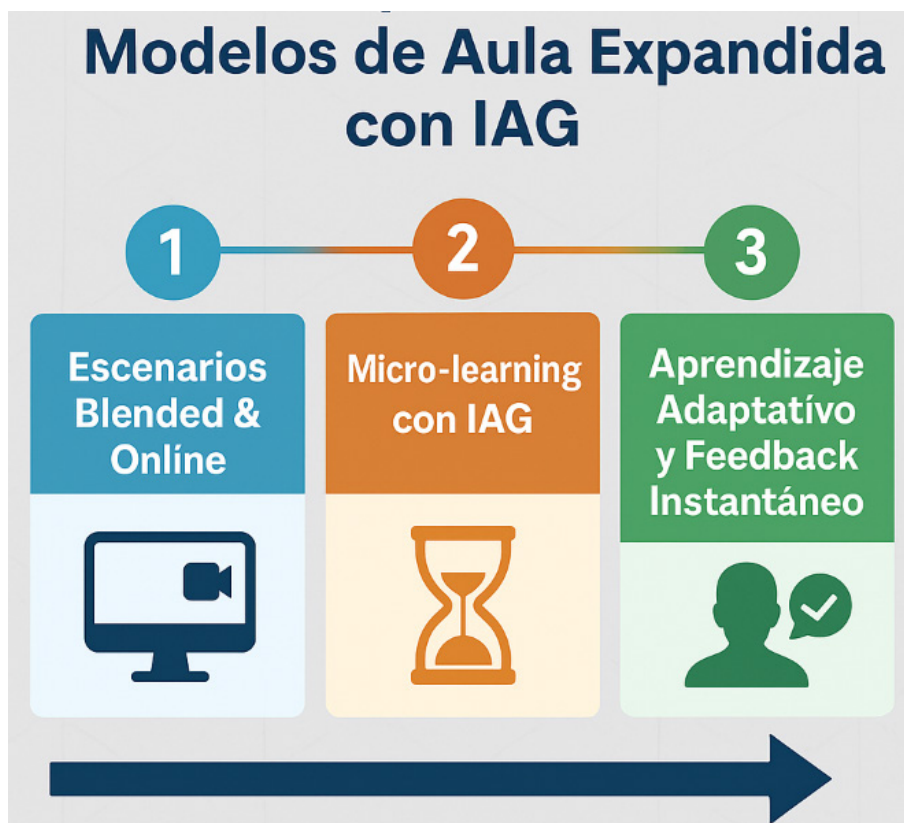 Modelos de Aula Expandida
con IAG
1
2
3
Escenarios
Blended &
Onlíne
Micro-learning
con IAG
Aprendizaje
Adaptatívo
y Feedback
Instantáneo